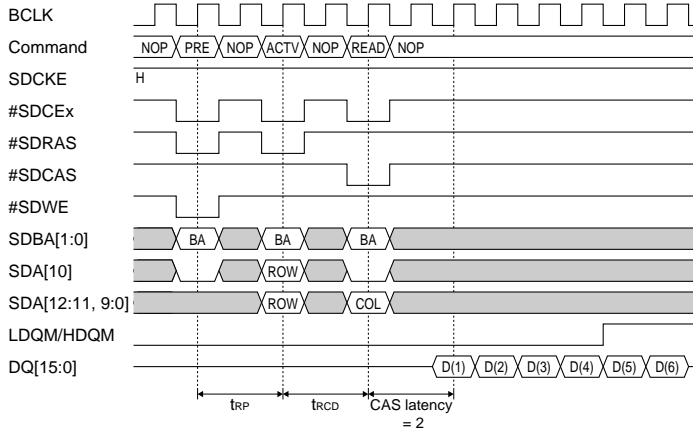 BCLK
Command NOP PRE NOP ACTV NOP READ NOP
SDCKE H
#SDCEx
#SDRAS
#SDCAS
#SDWE
SDBA[1:0] BA BA BA
SDA[10] ROW
SDA[12:11, 9:0] ROW COL
LDQM/HDQM
DQ[15:0] D(1) D(2) D(3) D(4) D(5) D(6)
tRP tRCD CAS latency
= 2